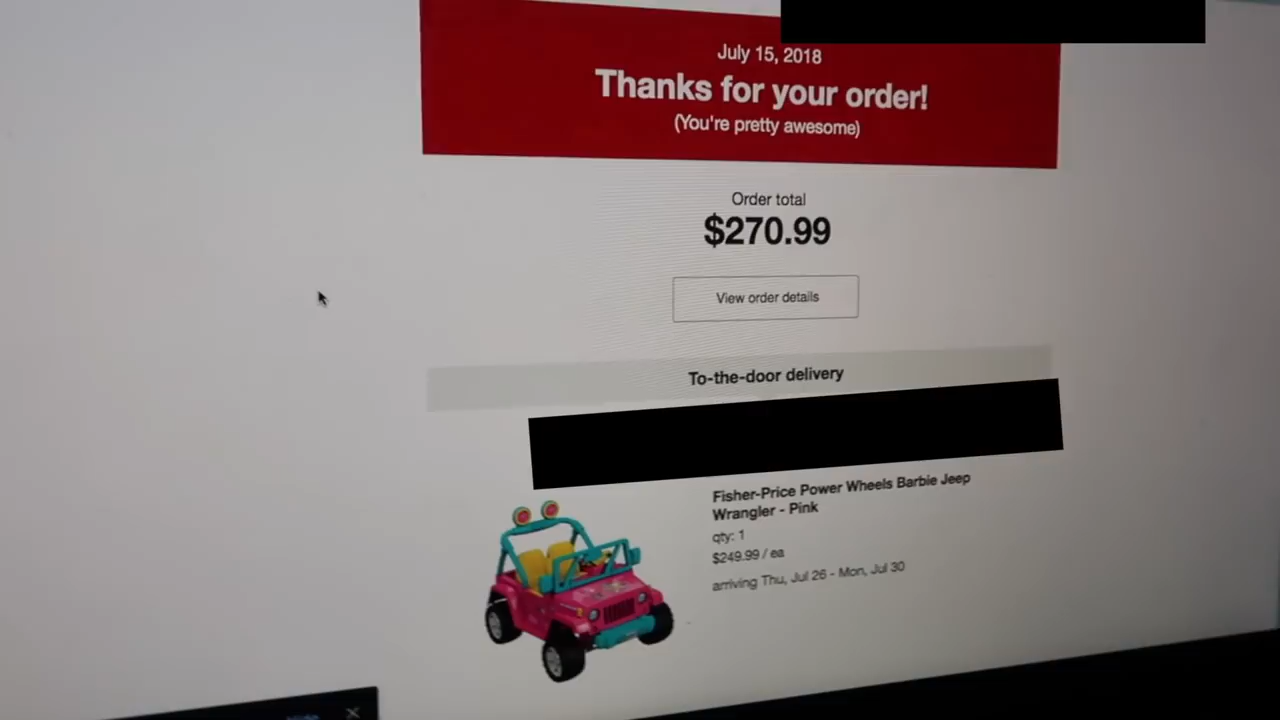 July 15, 2018
Thanks for your order!
(You're pretty awesome)
Order total
$270.99
View order details
To-the-door delivery
Fisher-Price Power Wheels Barbie Jeep
Wrangler - Pink
qty: 1
$249.99 / ea
arriving Thu, Jul 26 - Mon, Jul 30